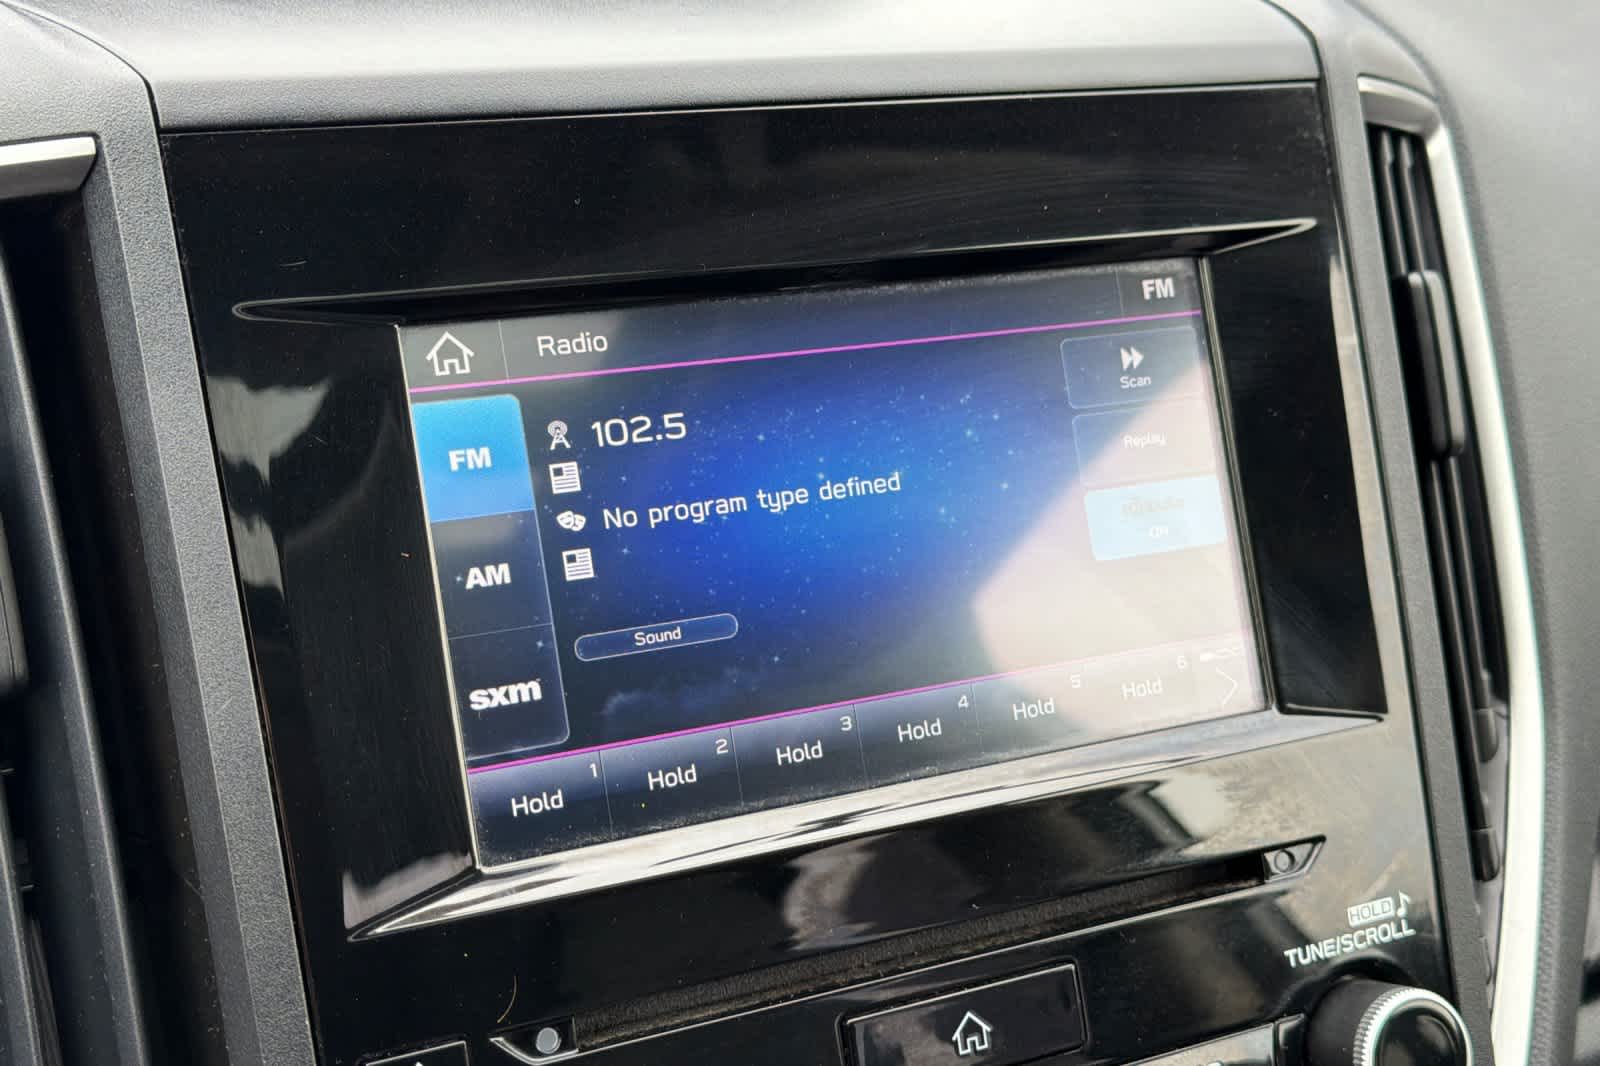 Radio
FM
FM
AM
sxm
102.5
No program type defined
Sound
Scan
Replay
ON
1
Hold
2
Hold
3
Hold
4
Hold
5
Hold
6
Hold
HOLD
TUNE/SCROLL